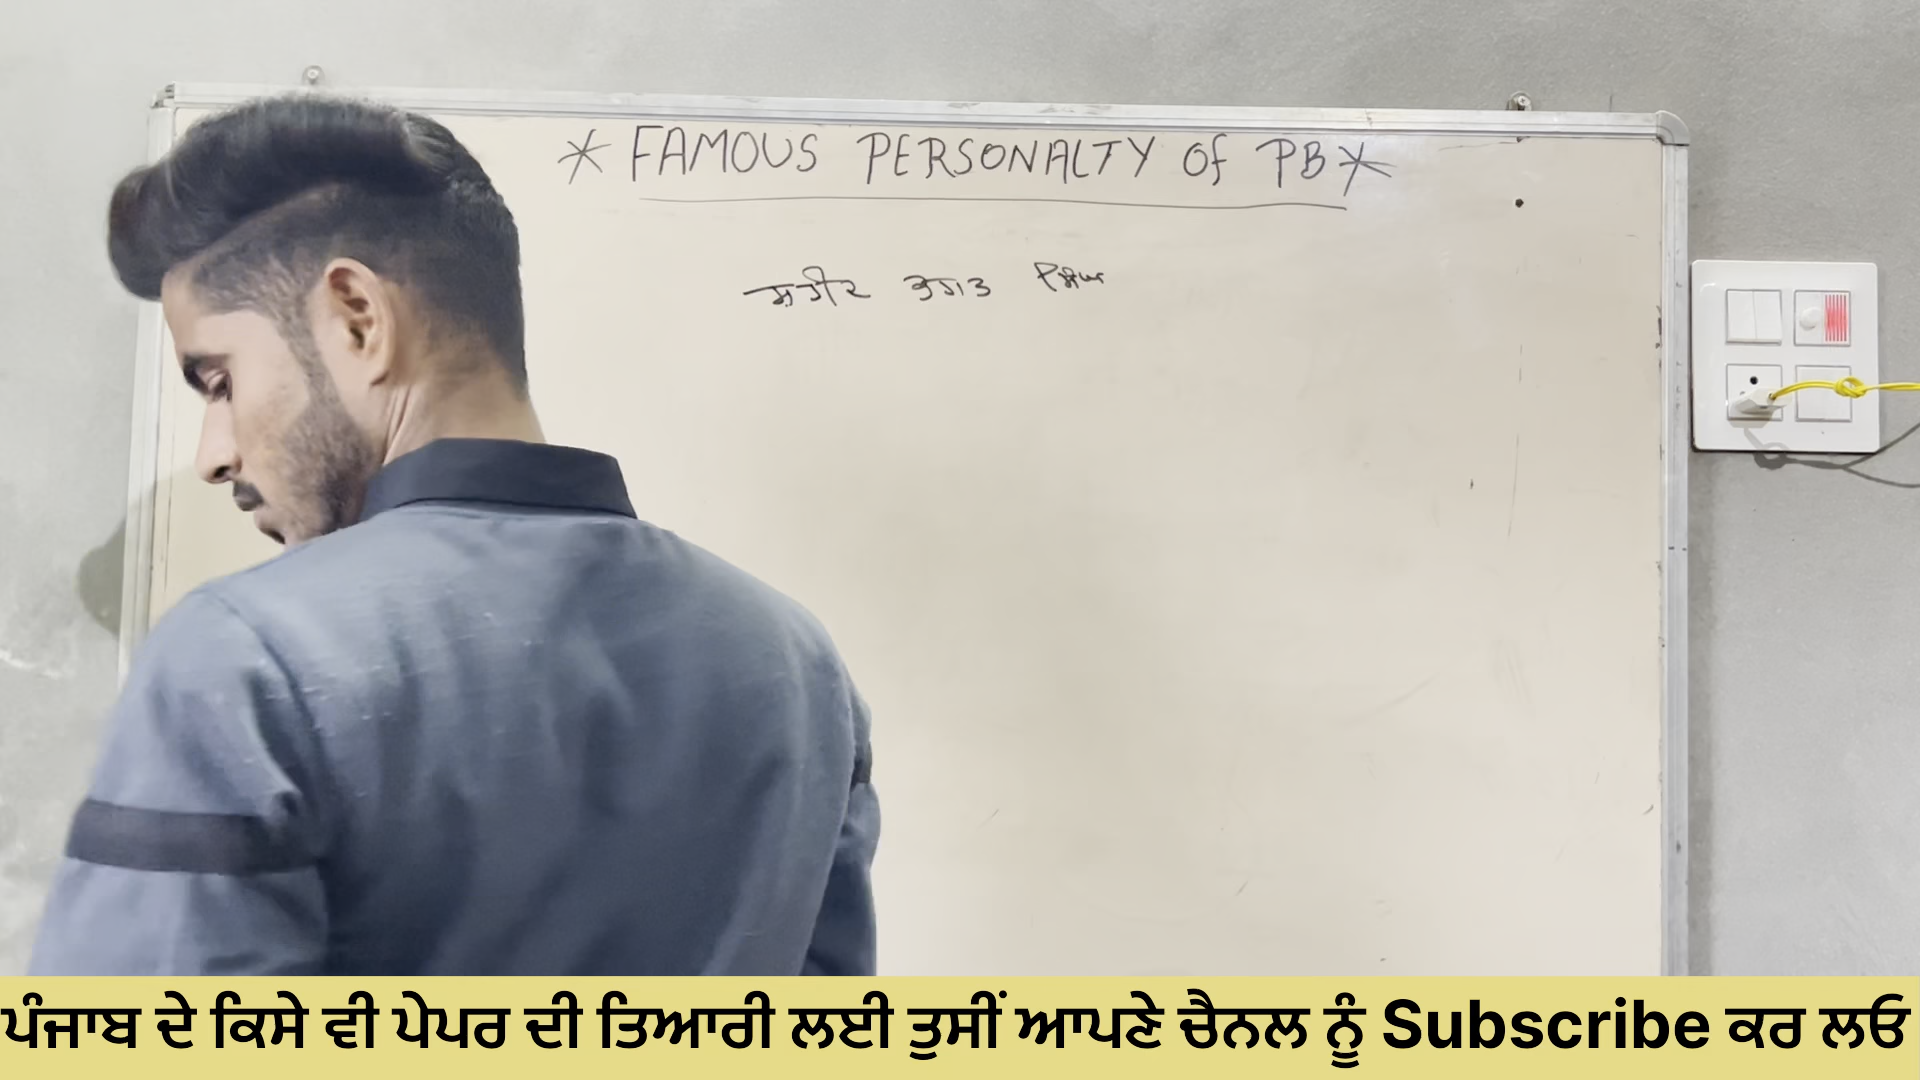 * FAMOUS PERSONALTY Of PB *
ਸ਼ਹੀਦ ਭਗਤ ਸਿੰਘ
ਪੰਜਾਬ ਦੇ ਕਿਸੇ ਵੀ ਪੇਪਰ ਦੀ ਤਿਆਰੀ ਲਈ ਤੁਸੀਂ ਆਪਣੇ ਚੈਨਲ ਨੂੰ Subscribe ਕਰ ਲਓ